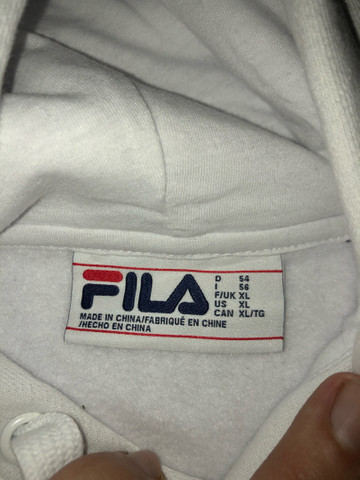 FILA
D 54
I 56
F/UK XL
US XL
CAN XL/TG
MADE IN CHINA/FABRIQUÉ EN CHINE
/HECHO EN CHINA